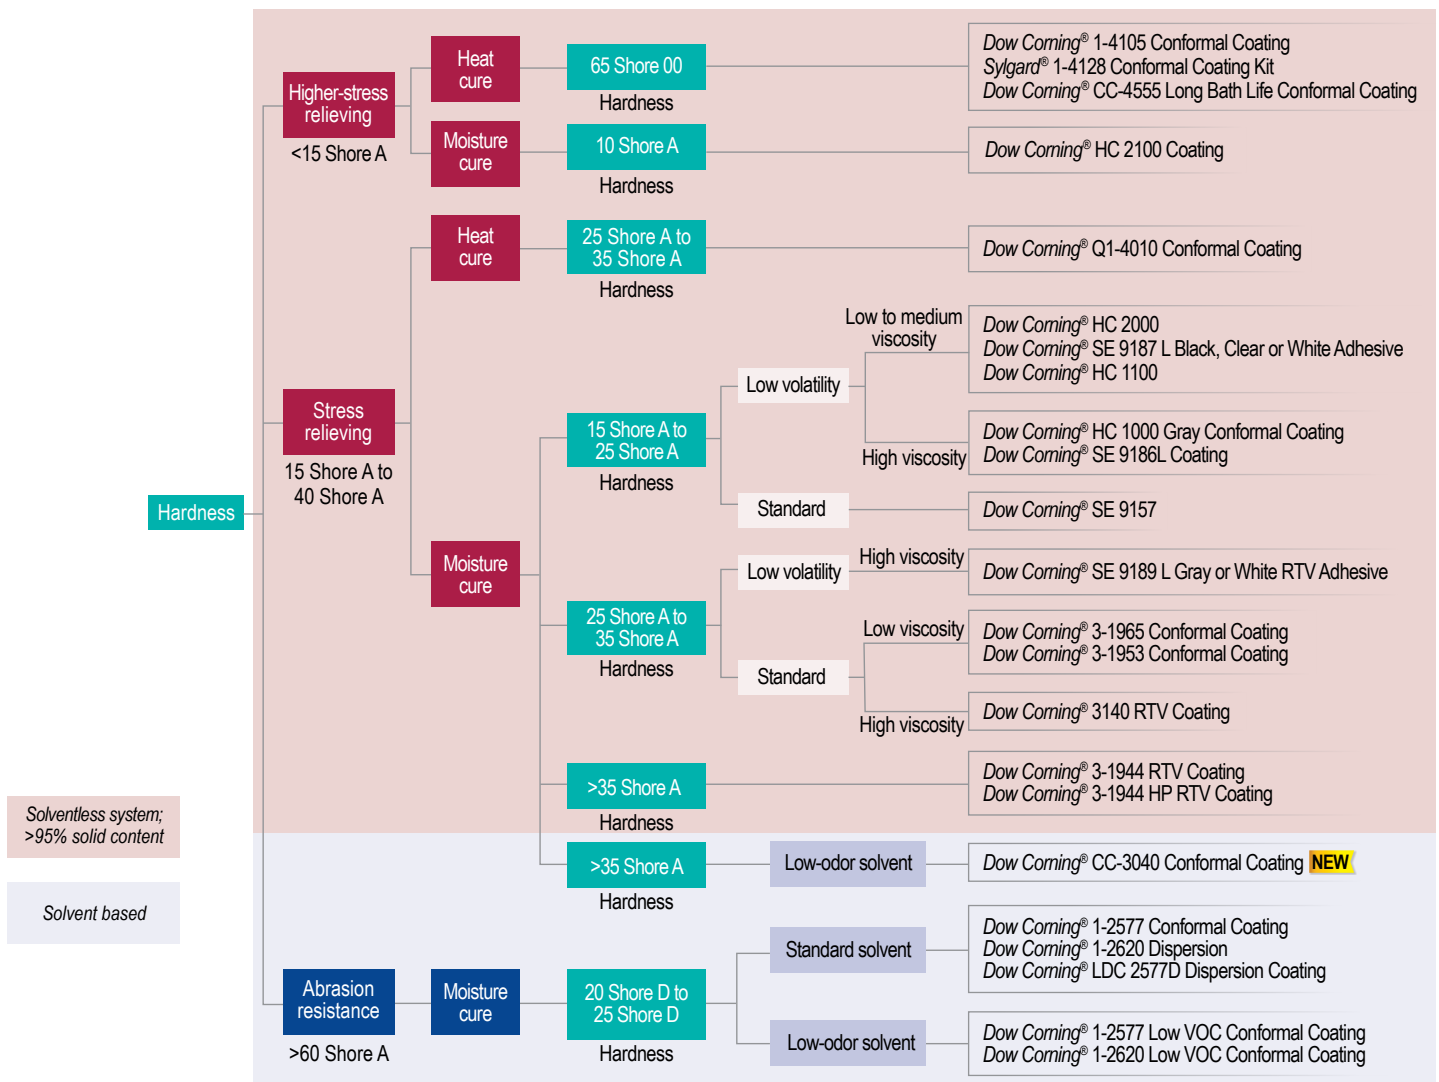 Hardness
Higher-stress
relieving
<15 Shore A
Heat
cure
65 Shore 00
Hardness
Dow Corning® 1-4105 Conformal Coating
Sylgard® 1-4128 Conformal Coating Kit
Dow Corning® CC-4555 Long Bath Life Conformal Coating
Moisture
cure
10 Shore A
Hardness
Dow Corning® HC 2100 Coating
Stress
relieving
15 Shore A to
40 Shore A
Heat
cure
25 Shore A to
35 Shore A
Hardness
Dow Corning® Q1-4010 Conformal Coating
Moisture
cure
15 Shore A to
25 Shore A
Hardness
Low volatility
Low to medium
viscosity
Dow Corning® HC 2000
Dow Corning® SE 9187 L Black, Clear or White Adhesive
Dow Corning® HC 1100
High viscosity
Dow Corning® HC 1000 Gray Conformal Coating
Dow Corning® SE 9186L Coating
Standard
Dow Corning® SE 9157
25 Shore A to
35 Shore A
Hardness
Low volatility
High viscosity
Dow Corning® SE 9189 L Gray or White RTV Adhesive
Standard
Low viscosity
Dow Corning® 3-1965 Conformal Coating
Dow Corning® 3-1953 Conformal Coating
High viscosity
Dow Corning® 3140 RTV Coating
>35 Shore A
Hardness
Dow Corning® 3-1944 RTV Coating
Dow Corning® 3-1944 HP RTV Coating
>35 Shore A
Hardness
Low-odor solvent
Dow Corning® CC-3040 Conformal Coating NEW
Abrasion
resistance
>60 Shore A
Moisture
cure
20 Shore D to
25 Shore D
Hardness
Standard solvent
Dow Corning® 1-2577 Conformal Coating
Dow Corning® 1-2620 Dispersion
Dow Corning® LDC 2577D Dispersion Coating
Low-odor solvent
Dow Corning® 1-2577 Low VOC Conformal Coating
Dow Corning® 1-2620 Low VOC Conformal Coating
Solventless system;
>95% solid content
Solvent based